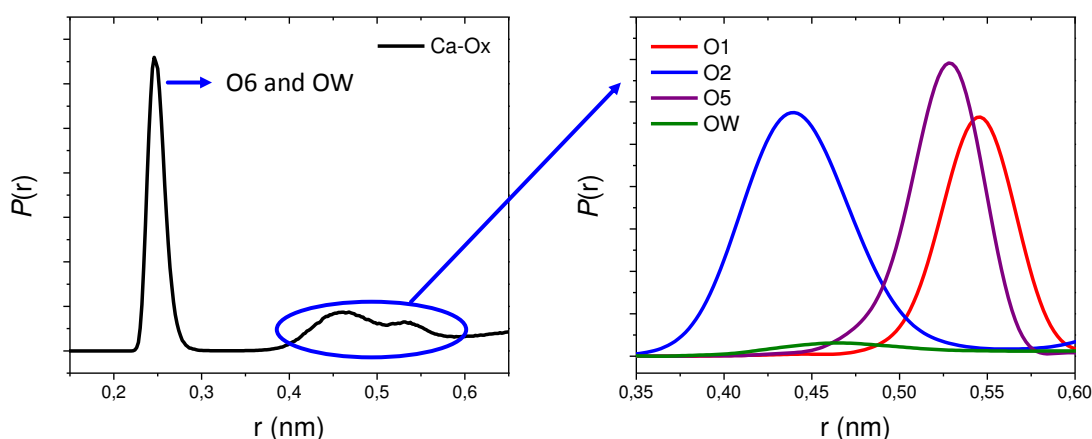 Ca-Ox
O6 and OW
P(r)
0,2 0,3 0,4 0,5 0,6
r (nm)
O1
O2
O5
OW
P(r)
0,35 0,40 0,45 0,50 0,55 0,60
r (nm)